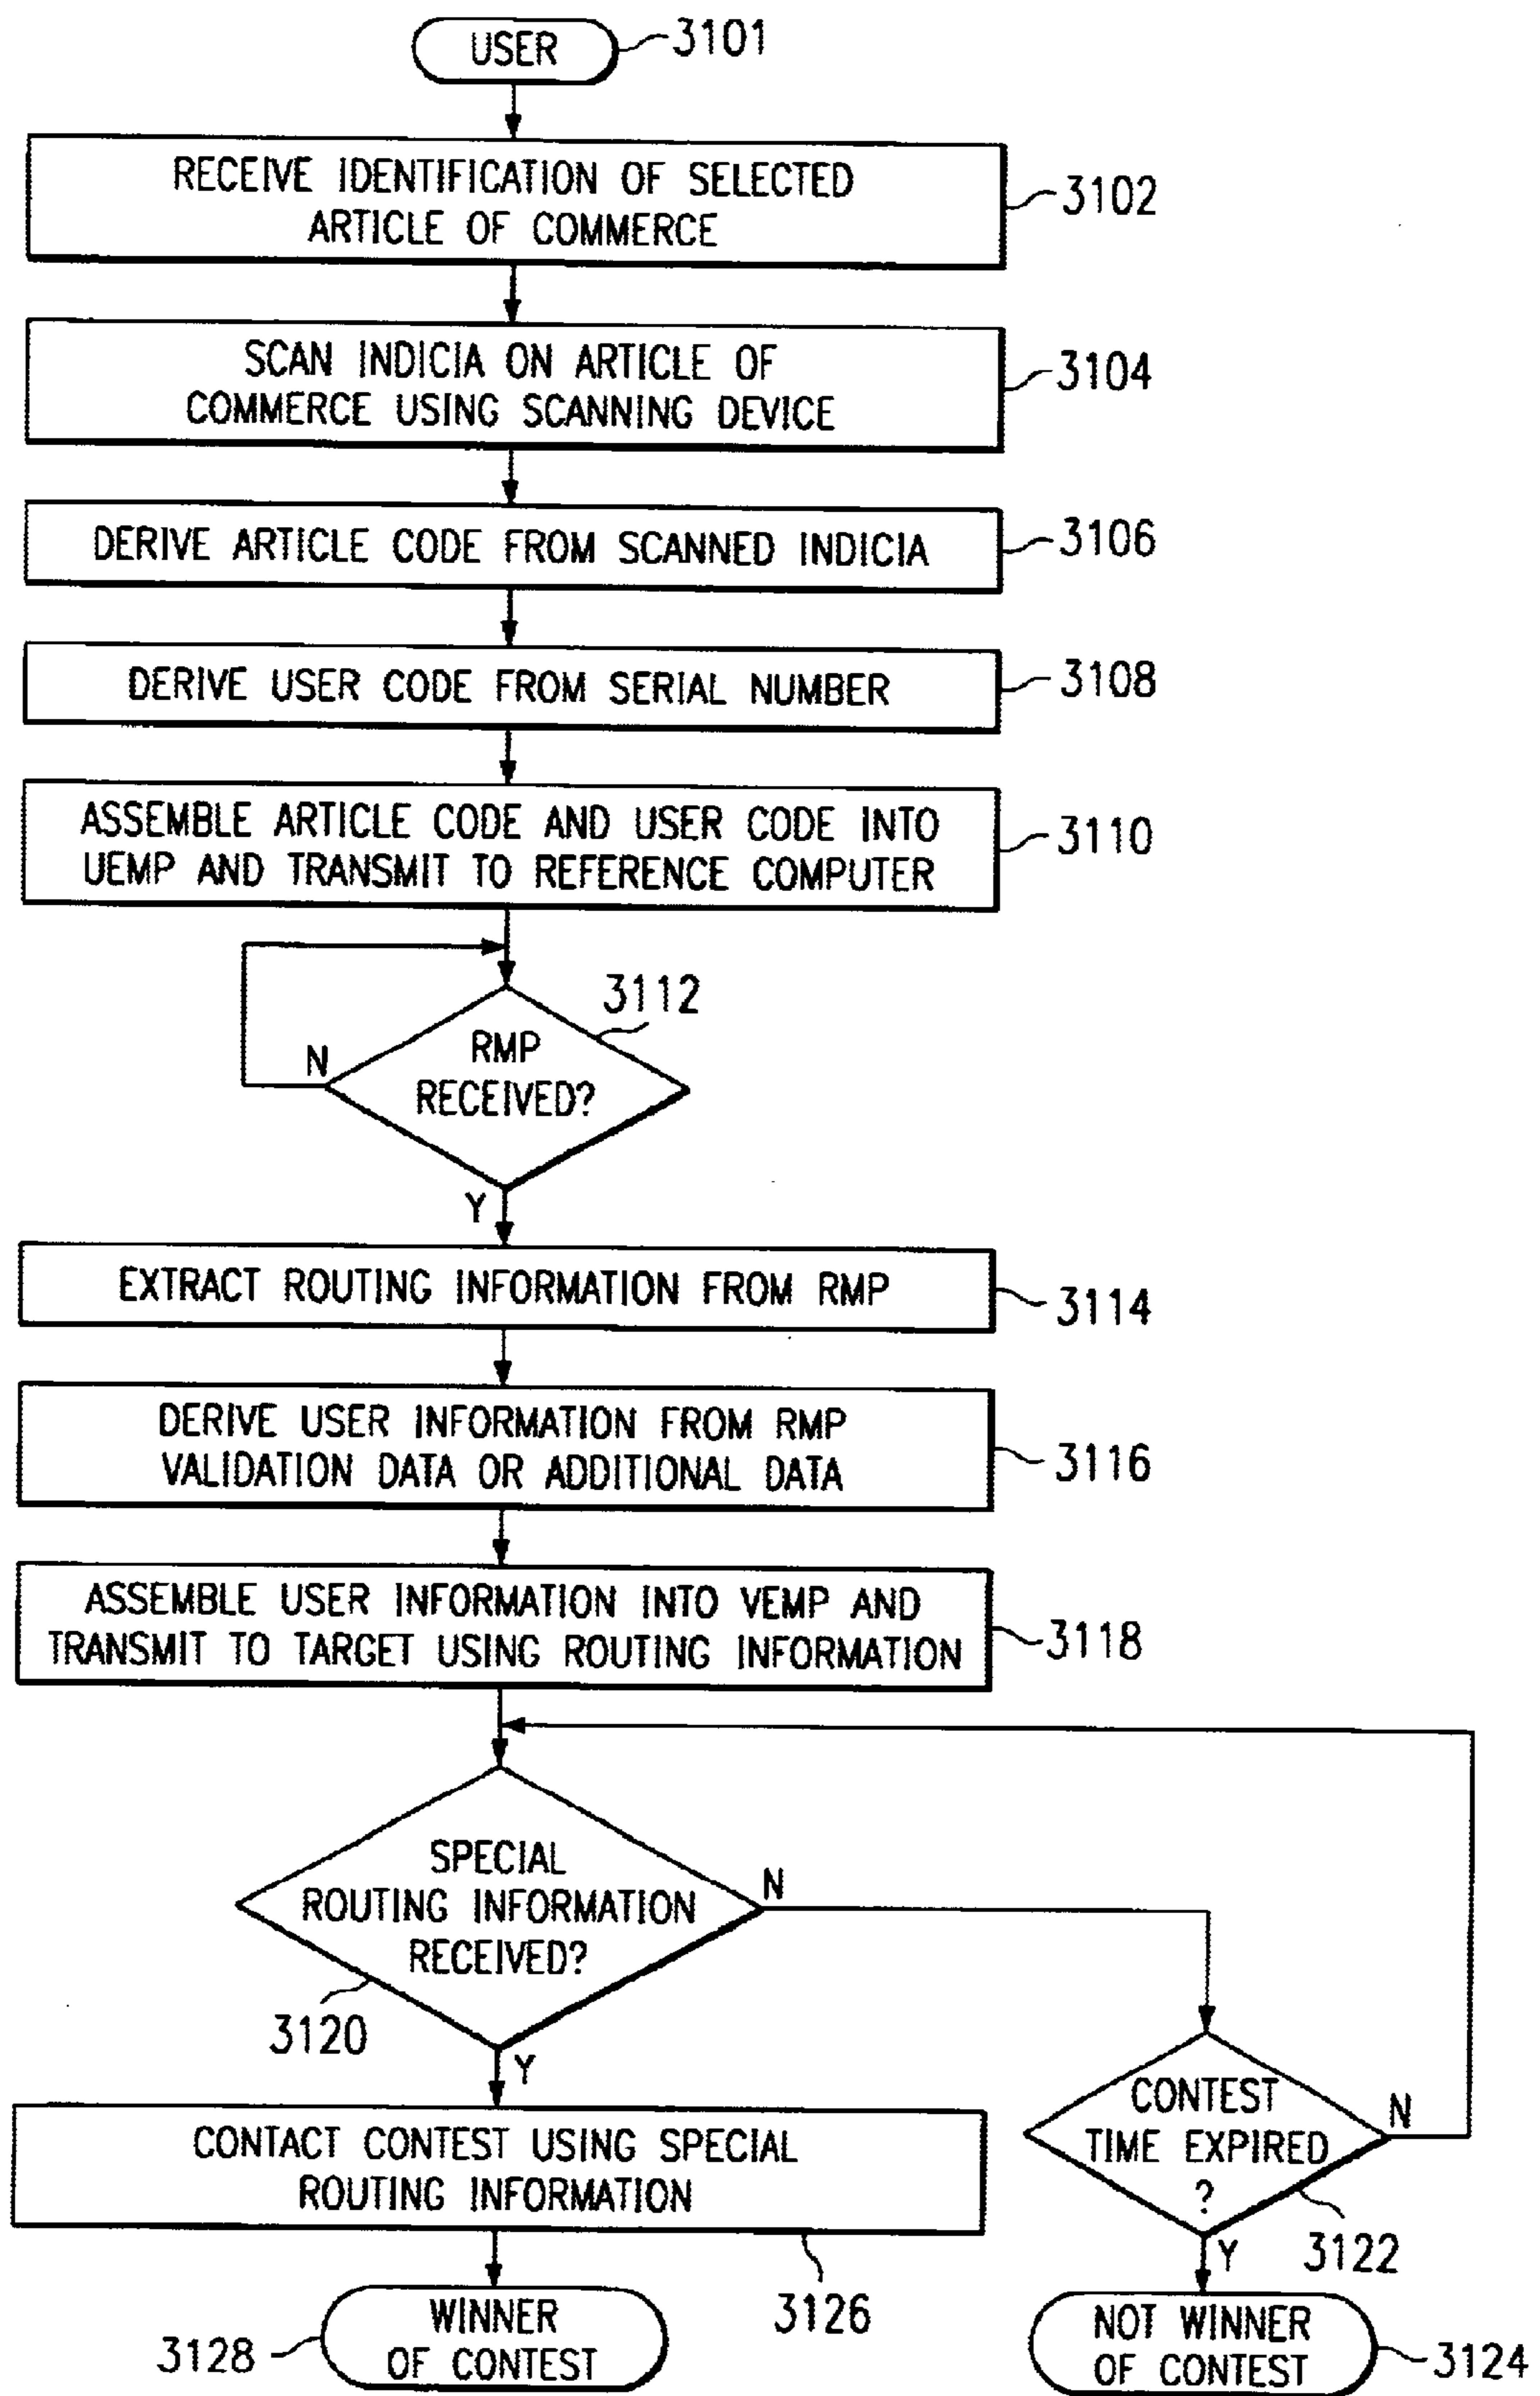 USER
3101
RECEIVE IDENTIFICATION OF SELECTED
ARTICLE OF COMMERCE
3102
SCAN INDICIA ON ARTICLE OF
COMMERCE USING SCANNING DEVICE
3104
DERIVE ARTICLE CODE FROM SCANNED INDICIA
3106
DERIVE USER CODE FROM SERIAL NUMBER
3108
ASSEMBLE ARTICLE CODE AND USER CODE INTO
UEMP AND TRANSMIT TO REFERENCE COMPUTER
3110
3112
RMP
RECEIVED?
N
Y
EXTRACT ROUTING INFORMATION FROM RMP
3114
DERIVE USER INFORMATION FROM RMP
VALIDATION DATA OR ADDITIONAL DATA
3116
ASSEMBLE USER INFORMATION INTO VEMP AND
TRANSMIT TO TARGET USING ROUTING INFORMATION
3118
SPECIAL
ROUTING INFORMATION
RECEIVED?
N
3120
Y
CONTEST
TIME EXPIRED
?
N
3122
Y
CONTACT CONTEST USING SPECIAL
ROUTING INFORMATION
3126
WINNER
OF CONTEST
3128
NOT WINNER
OF CONTEST
3124